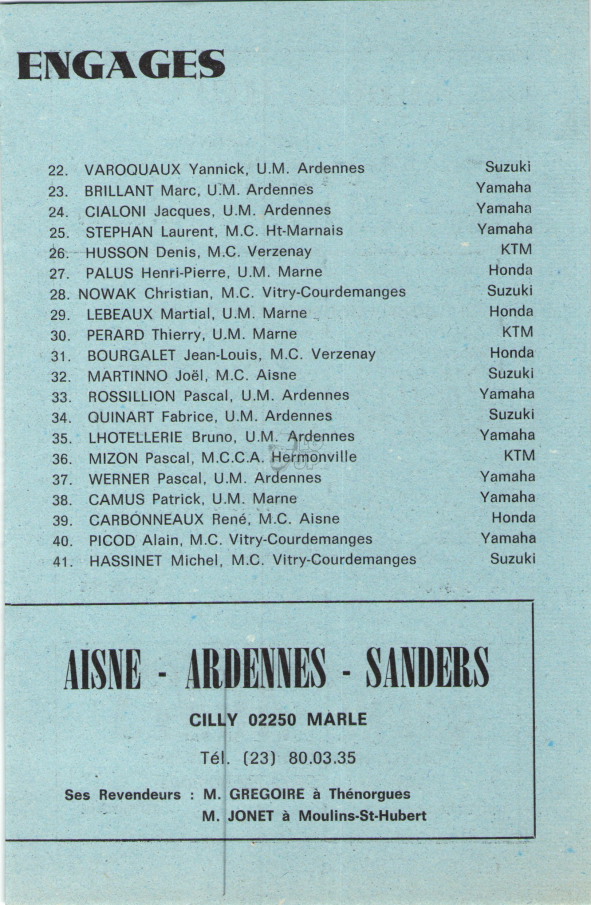 ENGAGES
22. VAROQUAUX Yannick, U.M. Ardennes Suzuki
23. BRILLANT Marc, U.M. Ardennes Yamaha
24. CIALONI Jacques, U.M. Ardennes Yamaha
25. STEPHAN Laurent, M.C. Ht-Marnais Yamaha
26. HUSSON Denis, M.C. Verzenay KTM
27. PALUS Henri-Pierre, U.M. Marne Honda
28. NOWAK Christian, M.C. Vitry-Courdemanges Suzuki
29. LEBEAUX Martial, U.M. Marne Honda
30. PERARD Thierry, U.M. Marne KTM
31. BOURGALET Jean-Louis, M.C. Verzenay Honda
32. MARTINNO Joël, M.C. Aisne Suzuki
33. ROSSILLION Pascal, U.M. Ardennes Yamaha
34. QUINART Fabrice, U.M. Ardennes Suzuki
35. LHOTELLERIE Bruno, U.M. Ardennes Yamaha
36. MIZON Pascal, M.C.C.A. Hermonville KTM
37. WERNER Pascal, U.M. Ardennes Yamaha
38. CAMUS Patrick, U.M. Marne Yamaha
39. CARBONNEAUX René, M.C. Aisne Honda
40. PICOD Alain, M.C. Vitry-Courdemanges Yamaha
41. HASSINET Michel, M.C. Vitry-Courdemanges Suzuki
AISNE - ARDENNES - SANDERS
CILLY 02250 MARLE
Tél. (23) 80.03.35
Ses Revendeurs : M. GREGOIRE à Thénorgues
M. JONET à Moulins-St-Hubert